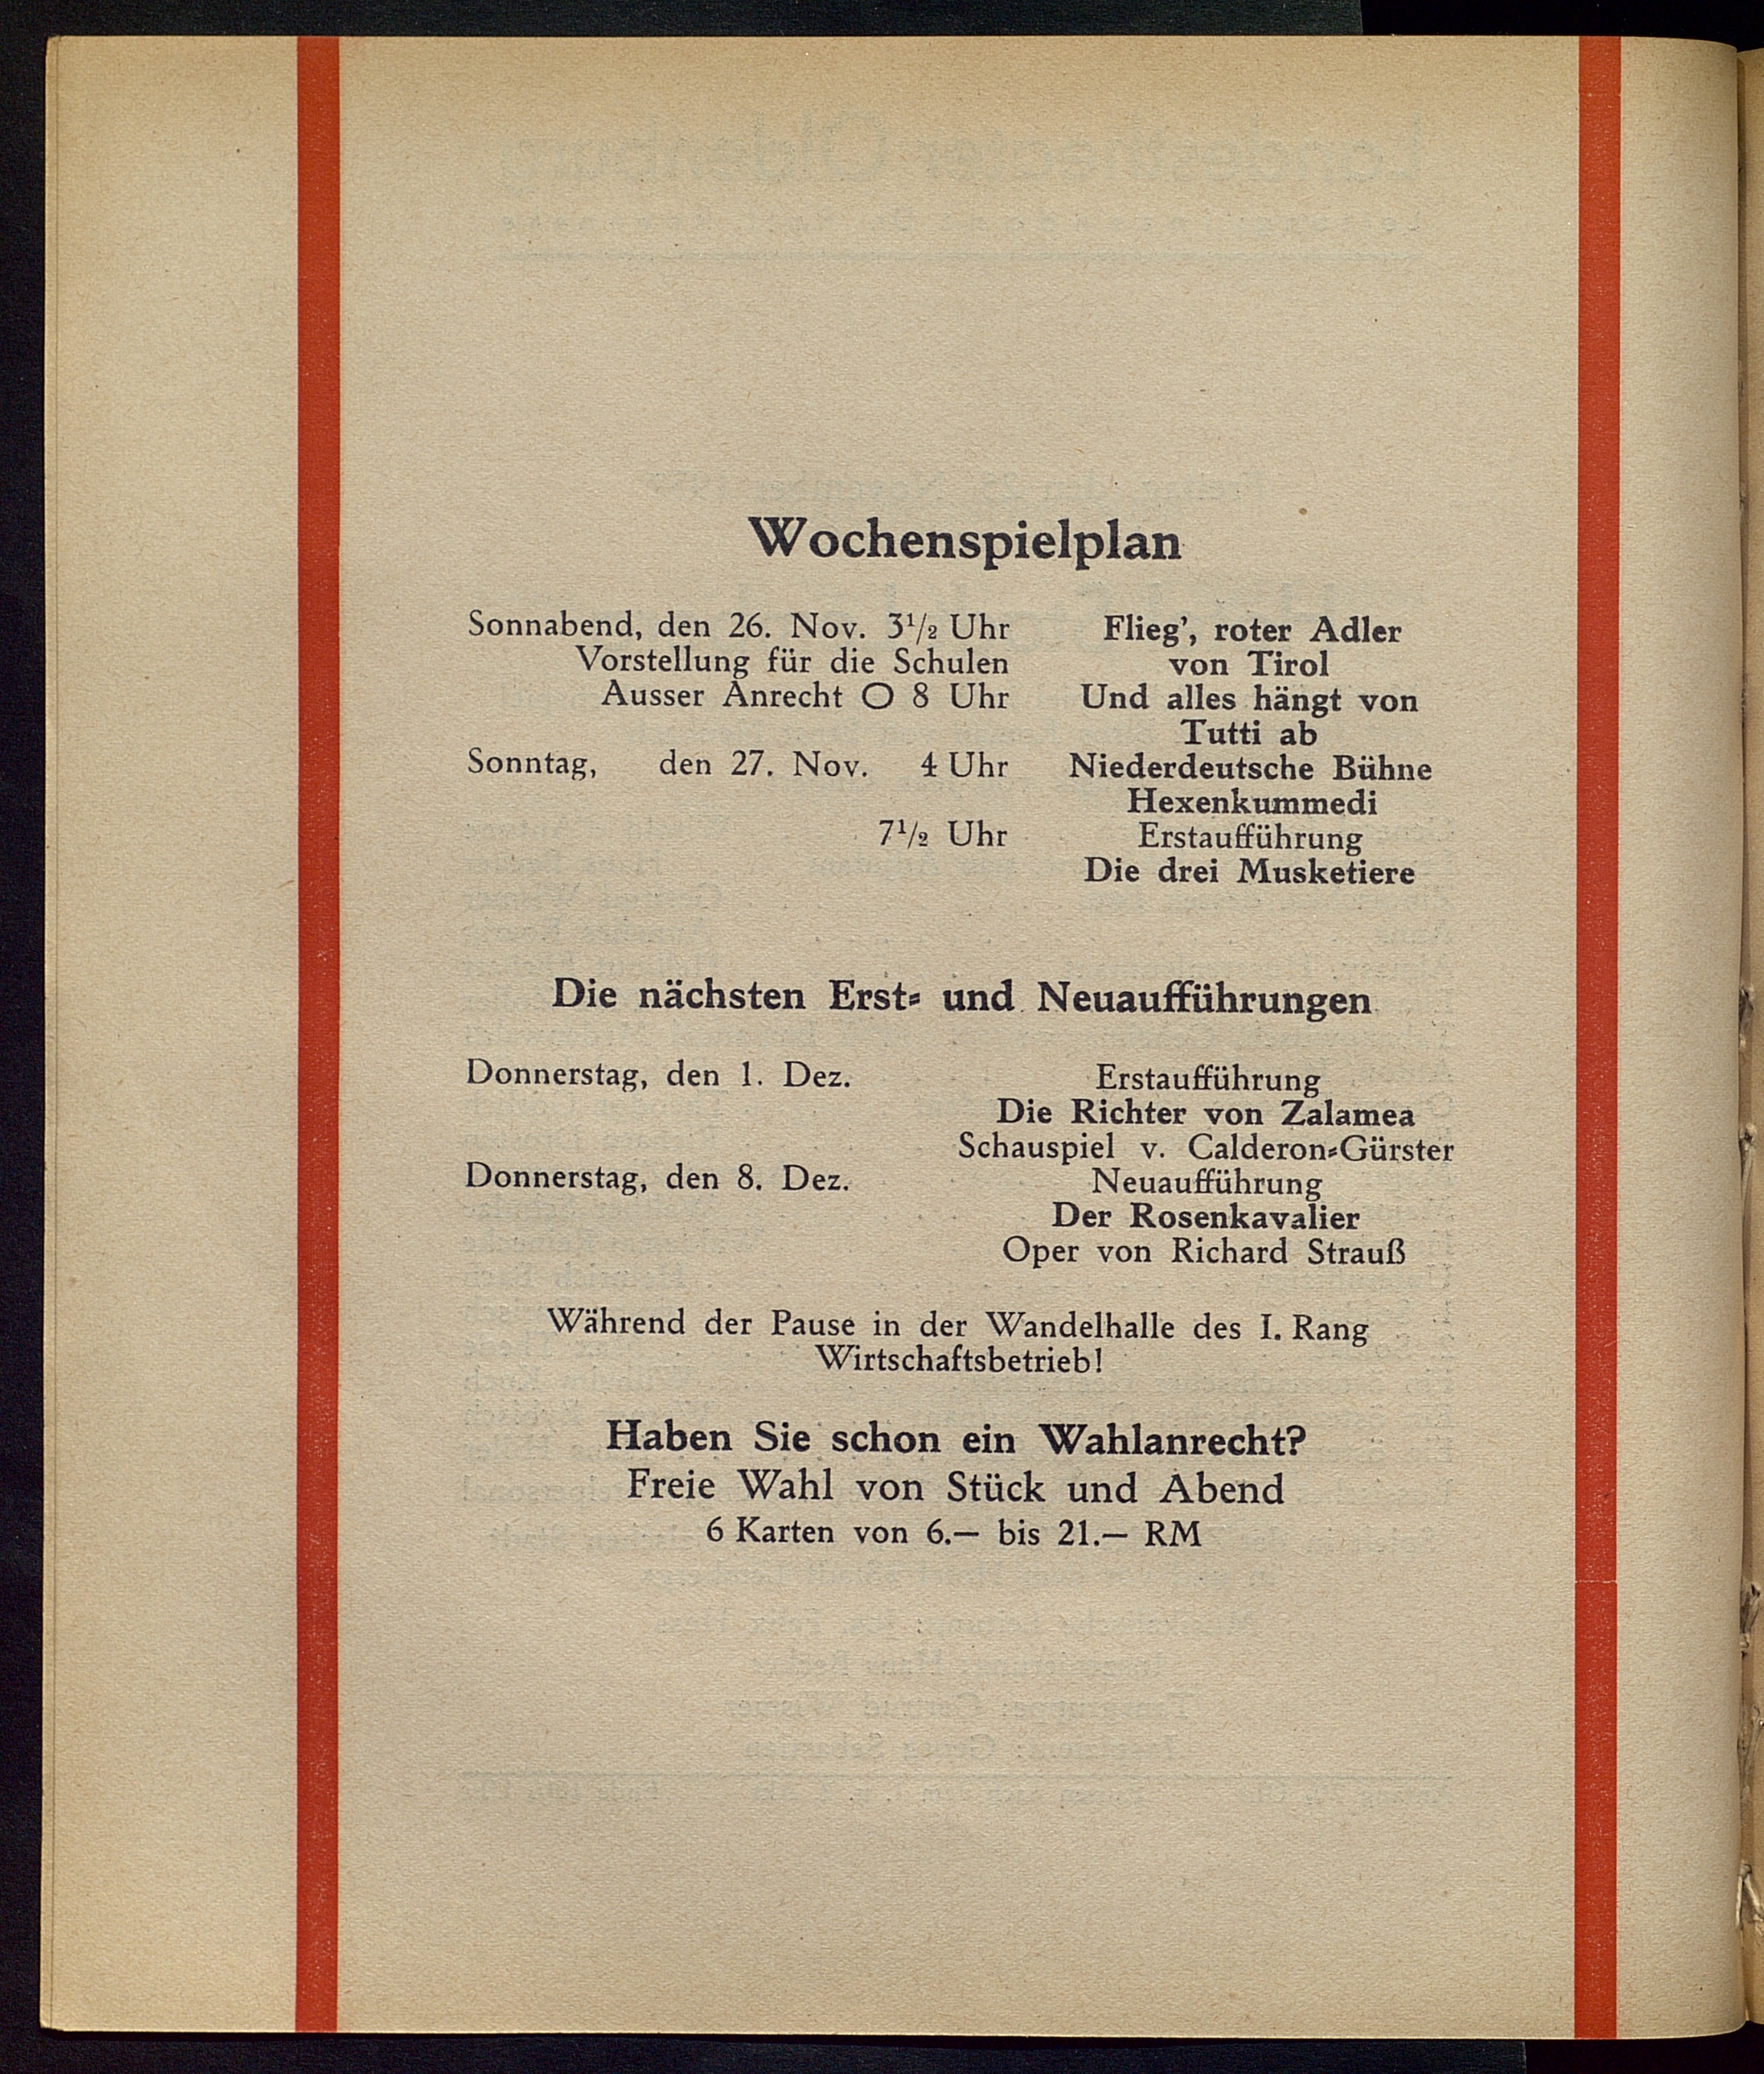 Wochenspielplan
Sonnabend, den 26. Nov. 3½ Uhr Flieg', roter Adler
Vorstellung für die Schulen von Tirol
Ausser Anrecht O 8 Uhr Und alles hängt von
Tutti ab
Sonntag, den 27. Nov. 4 Uhr Niederdeutsche Bühne
Hexenkummedi
7½ Uhr Erstaufführung
Die drei Musketiere
Die nächsten Erst- und Neuaufführungen
Donnerstag, den 1. Dez. Erstaufführung
Die Richter von Zalamea
Schauspiel v. Calderon-Gürster
Donnerstag, den 8. Dez. Neuaufführung
Der Rosenkavalier
Oper von Richard Strauß
Während der Pause in der Wandelhalle des I. Rang
Wirtschaftsbetrieb!
Haben Sie schon ein Wahlanrecht?
Freie Wahl von Stück und Abend
6 Karten von 6.— bis 21.— RM